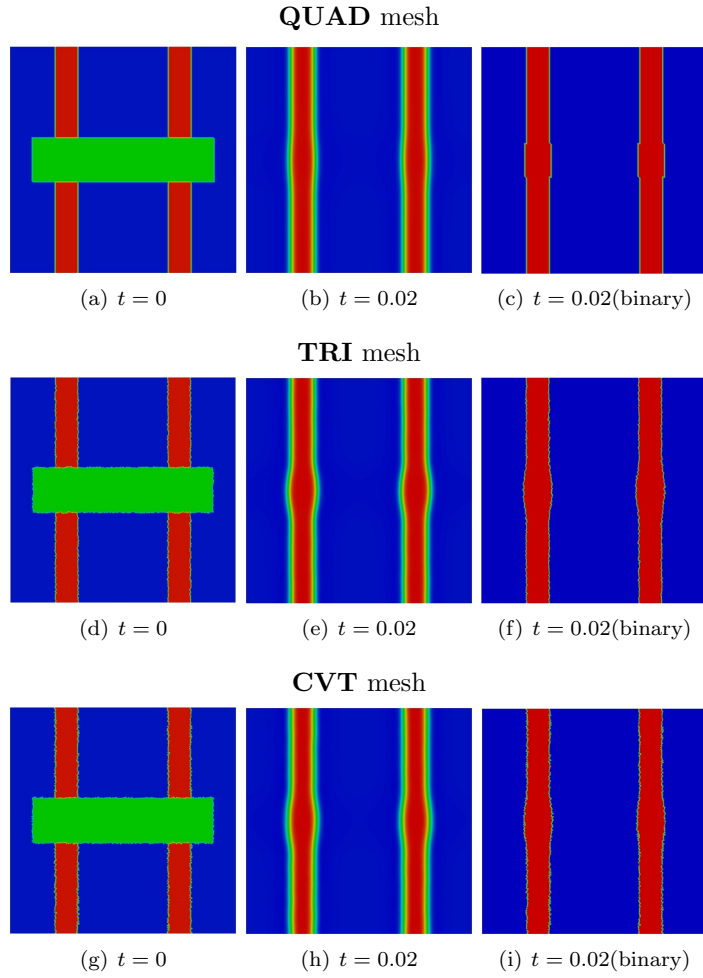 QUAD mesh
(a) t = 0
(b) t = 0.02
(c) t = 0.02(binary)
TRI mesh
(d) t = 0
(e) t = 0.02
(f) t = 0.02(binary)
CVT mesh
(g) t = 0
(h) t = 0.02
(i) t = 0.02(binary)